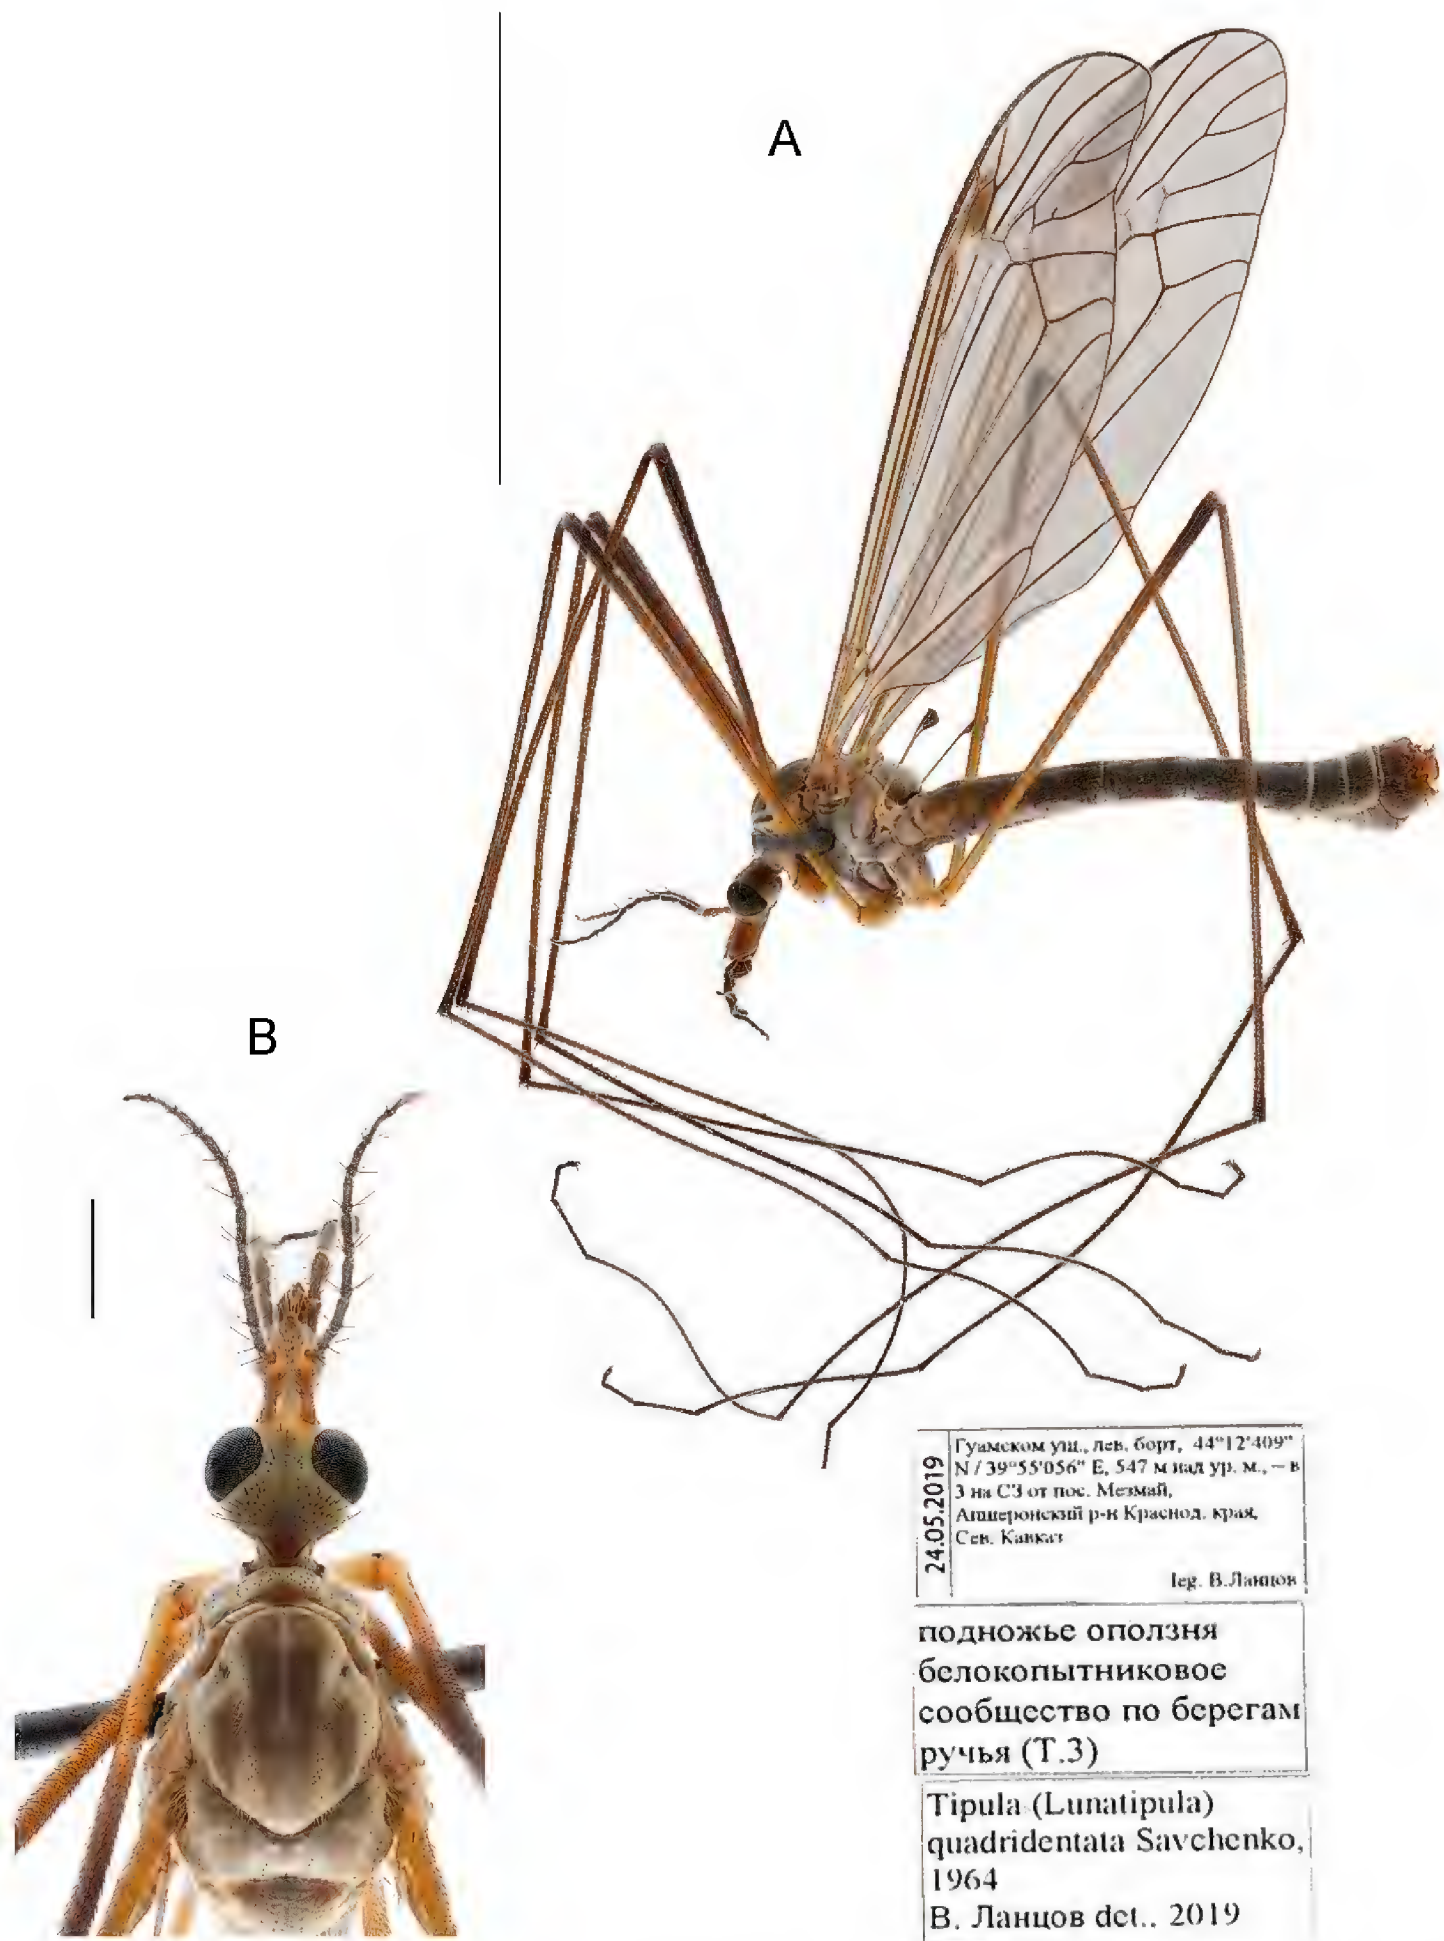 A
B
24.05.2019
Гуамском ущ., лев. борт, 44°12'409"
N / 39°55'056" E, 547 м над ур. м., – в
3 на СЗ от пос. Мезмай,
Апшеронский р-н Краснод. края,
Сев. Кавказ
leg. В.Ланцов
подножье оползня
белокопытниковое
сообщество по берегам
ручья (Т.3)
Tipula (Lunatipula)
quadridentata Savchenko,
1964
В. Ланцов det.. 2019